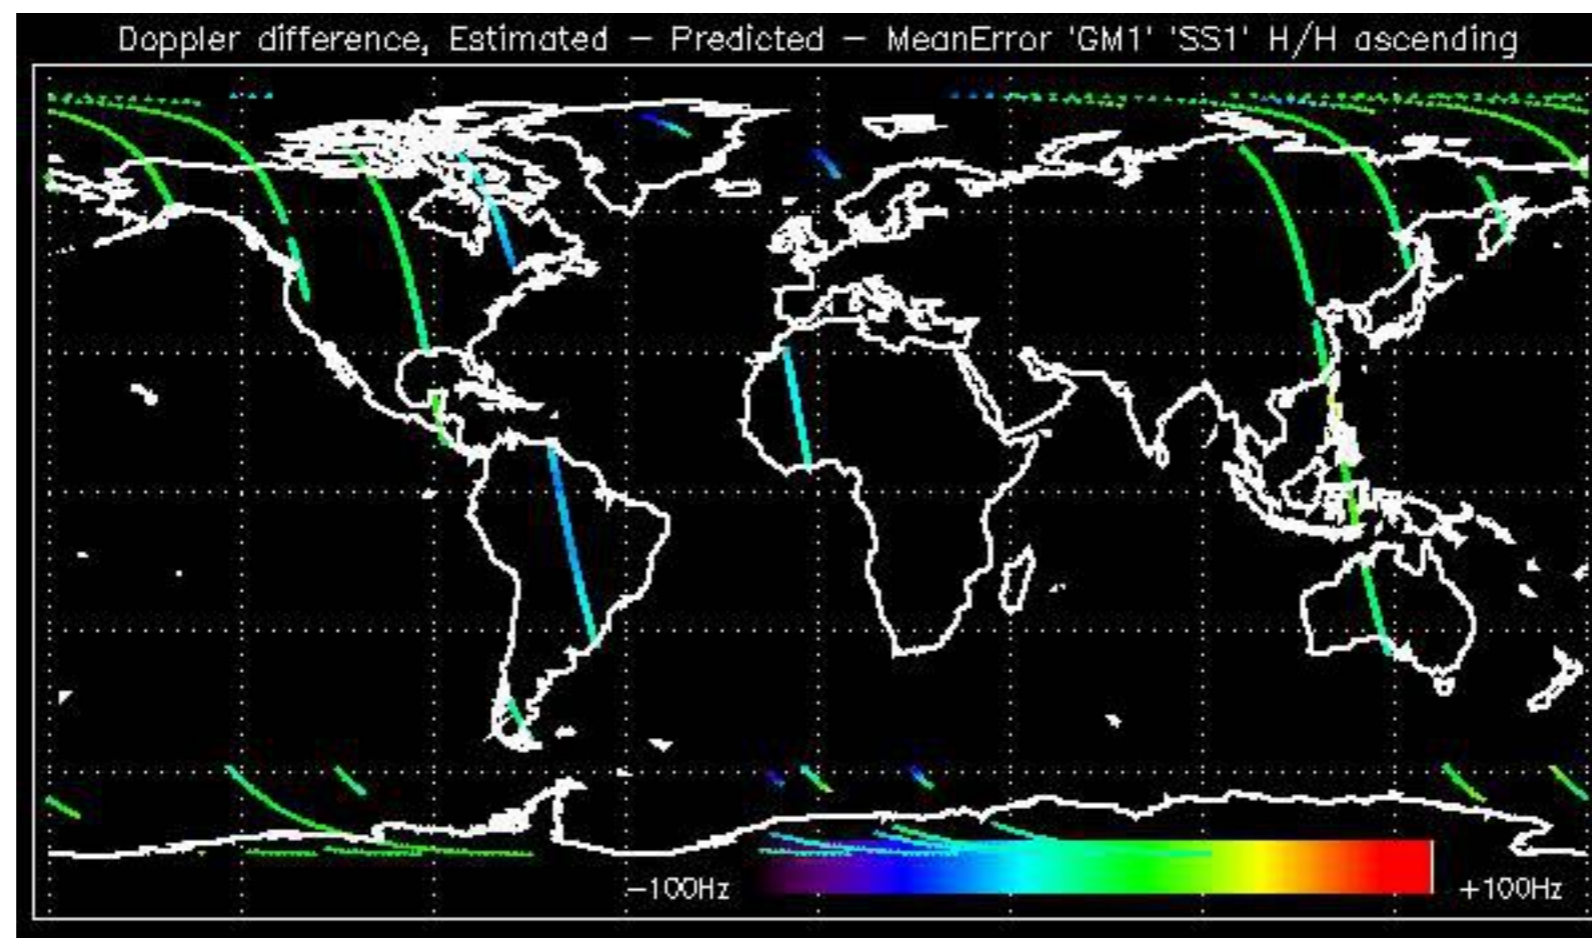 Doppler difference, Estimated – Predicted – MeanError 'GM1' 'SS1' H/H ascending
–100Hz
+100Hz